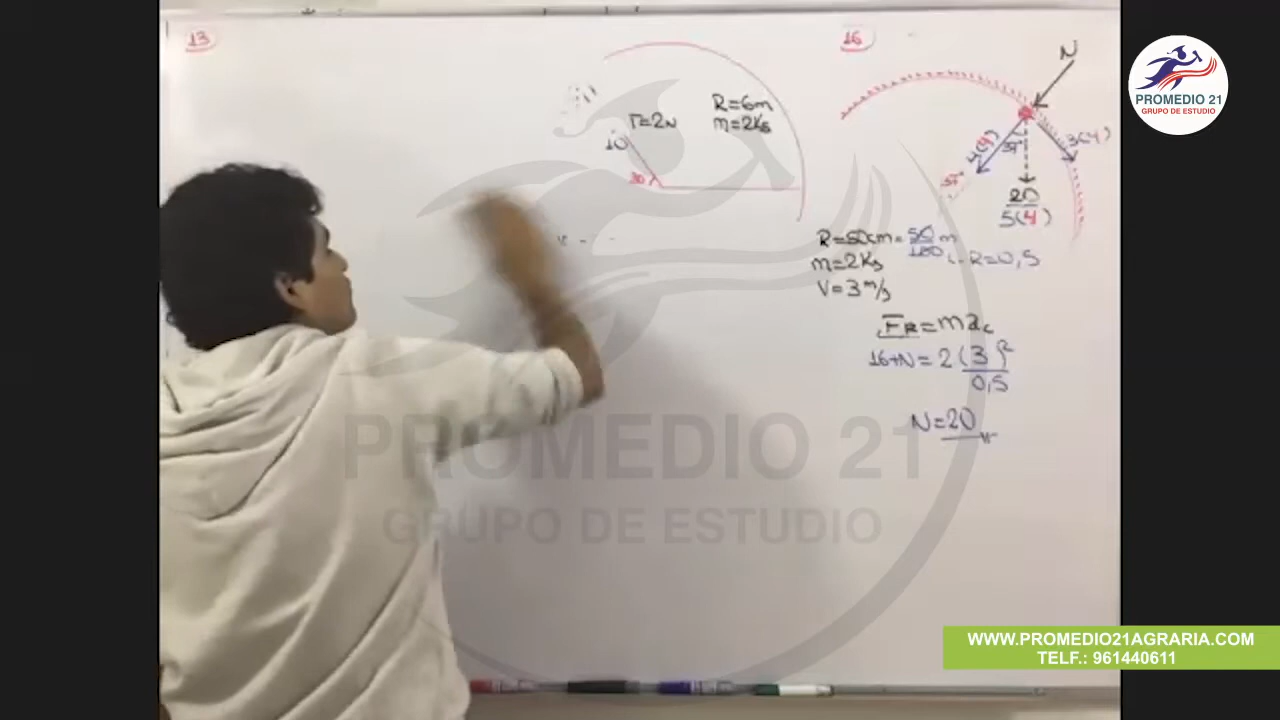 13
T=2N
10
30°
R=6m
m=2Kg
16
N
4(4)
37°
3(4)
37°
20
5(4)
R=50cm=50/100 m
R=0,5
m=2Kg
V=3m/s
FR=mac
16+N=2(3)²
0,5
N=20
PROMEDIO 21
GRUPO DE ESTUDIO
PROMEDIO 21
GRUPO DE ESTUDIO
WWW.PROMEDIO21AGRARIA.COM
TELF.: 961440611